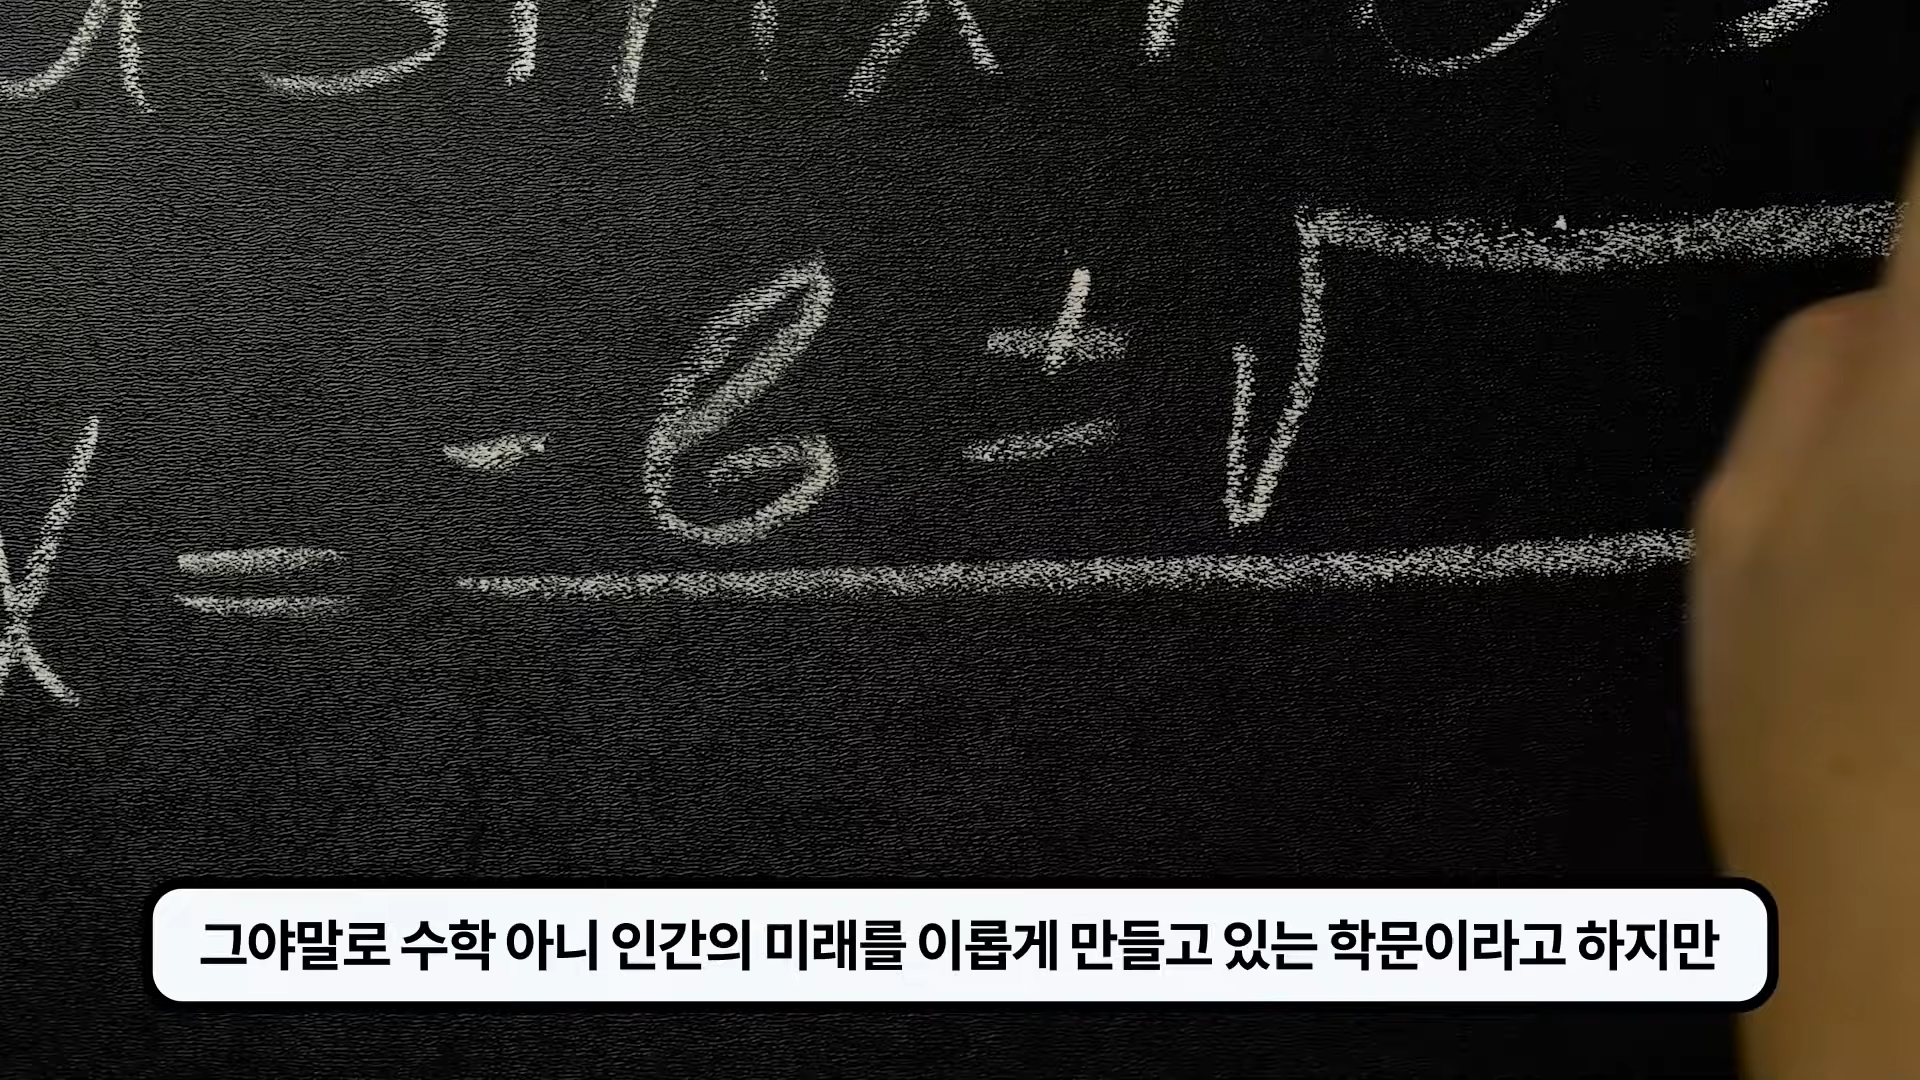 x = - b ± √
그야말로 수학 아니 인간의 미래를 이롭게 만들고 있는 학문이라고 하지만